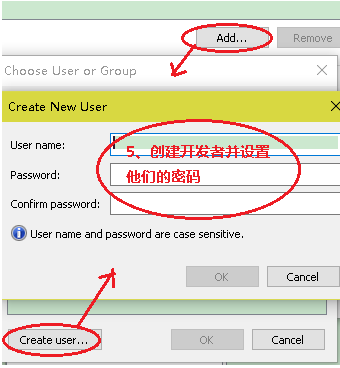 Add...
Remove
Choose User or Group
Create New User
User name:
5、创建开发者并设置
Password:
他们的密码
Confirm password:
User name and password are case sensitive.
OK
Cancel
Create user...
OK
Cancel